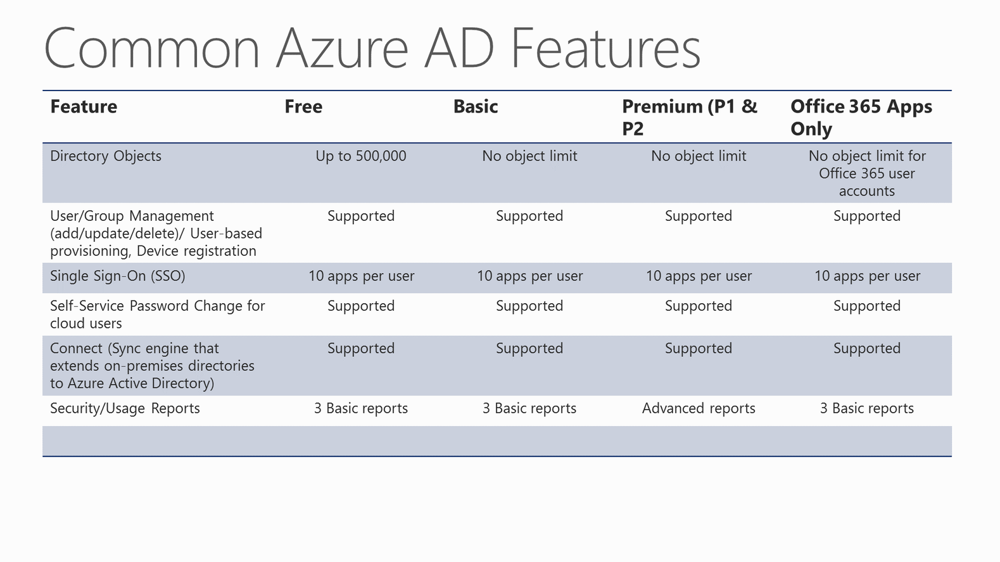 Common Azure AD Features
Feature Free Basic Premium (P1 & Office 365 Apps
P2 Only
Directory Objects Up to 500,000 No object limit No object limit No object limit for
Office 365 user
accounts
User/Group Management Supported Supported Supported Supported
(add/update/delete)/ User-based
provisioning, Device registration
Single Sign-On (SSO) 10 apps per user 10 apps per user 10 apps per user 10 apps per user
Self-Service Password Change for Supported Supported Supported Supported
cloud users
Connect (Sync engine that Supported Supported Supported Supported
extends on-premises directories
to Azure Active Directory)
Security/Usage Reports 3 Basic reports 3 Basic reports Advanced reports 3 Basic reports